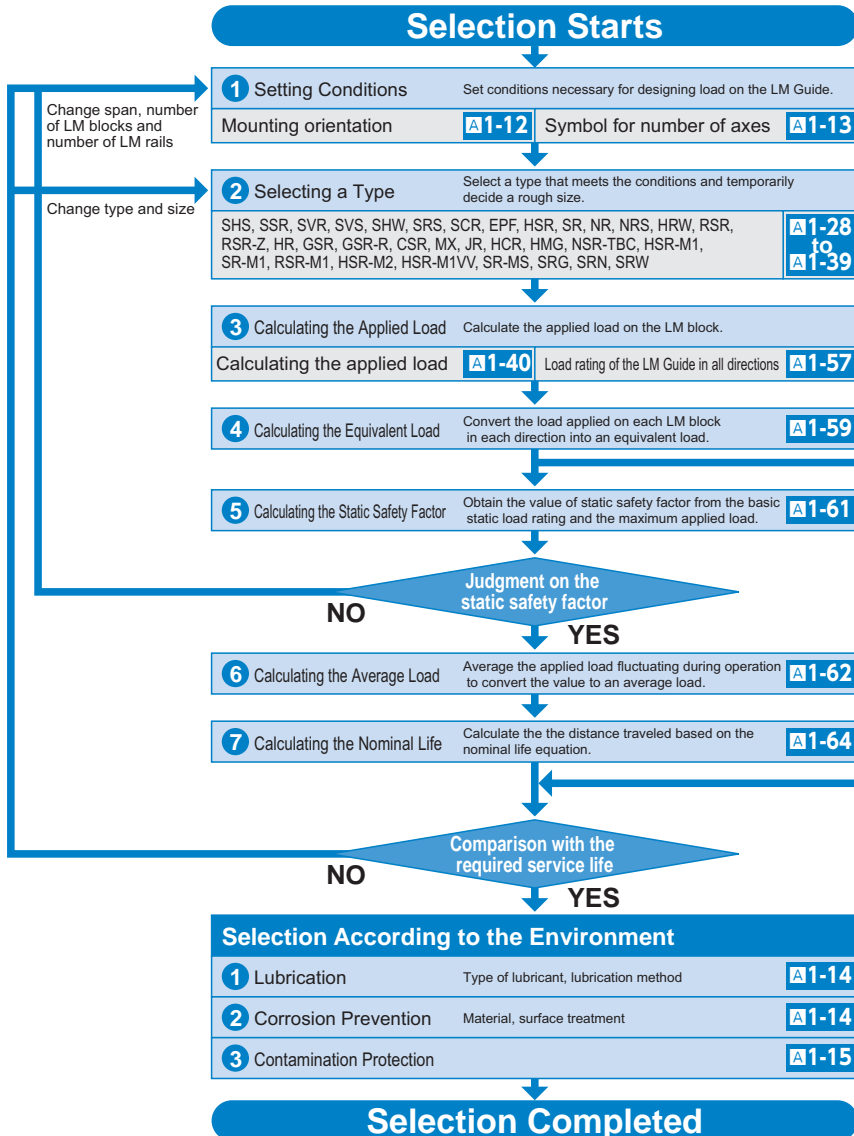 Selection Starts
1 Setting Conditions Set conditions necessary for designing load on the LM Guide.
Change span, number
of LM blocks and
number of LM rails
Mounting orientation A1-12 Symbol for number of axes A1-13
2 Selecting a Type Select a type that meets the conditions and temporarily
decide a rough size.
Change type and size
SHS, SSR, SVR, SVS, SHW, SRS, SCR, EPF, HSR, SR, NR, NRS, HRW, RSR,
RSR-Z, HR, GSR, GSR-R, CSR, MX, JR, HCR, HMG, NSR-TBC, HSR-M1,
SR-M1, RSR-M1, HSR-M2, HSR-M1VV, SR-MS, SRG, SRN, SRW
A1-28
to
A1-39
3 Calculating the Applied Load Calculate the applied load on the LM block.
Calculating the applied load A1-40 Load rating of the LM Guide in all directions A1-57
4 Calculating the Equivalent Load Convert the load applied on each LM block
in each direction into an equivalent load.
A1-59
5 Calculating the Static Safety Factor Obtain the value of static safety factor from the basic
static load rating and the maximum applied load.
A1-61
Judgment on the
static safety factor
NO
YES
6 Calculating the Average Load Average the applied load fluctuating during operation
to convert the value to an average load.
A1-62
7 Calculating the Nominal Life Calculate the the distance traveled based on the
nominal life equation.
A1-64
Comparison with the
required service life
NO
YES
Selection According to the Environment
1 Lubrication Type of lubricant, lubrication method A1-14
2 Corrosion Prevention Material, surface treatment A1-14
3 Contamination Protection A1-15
Selection Completed